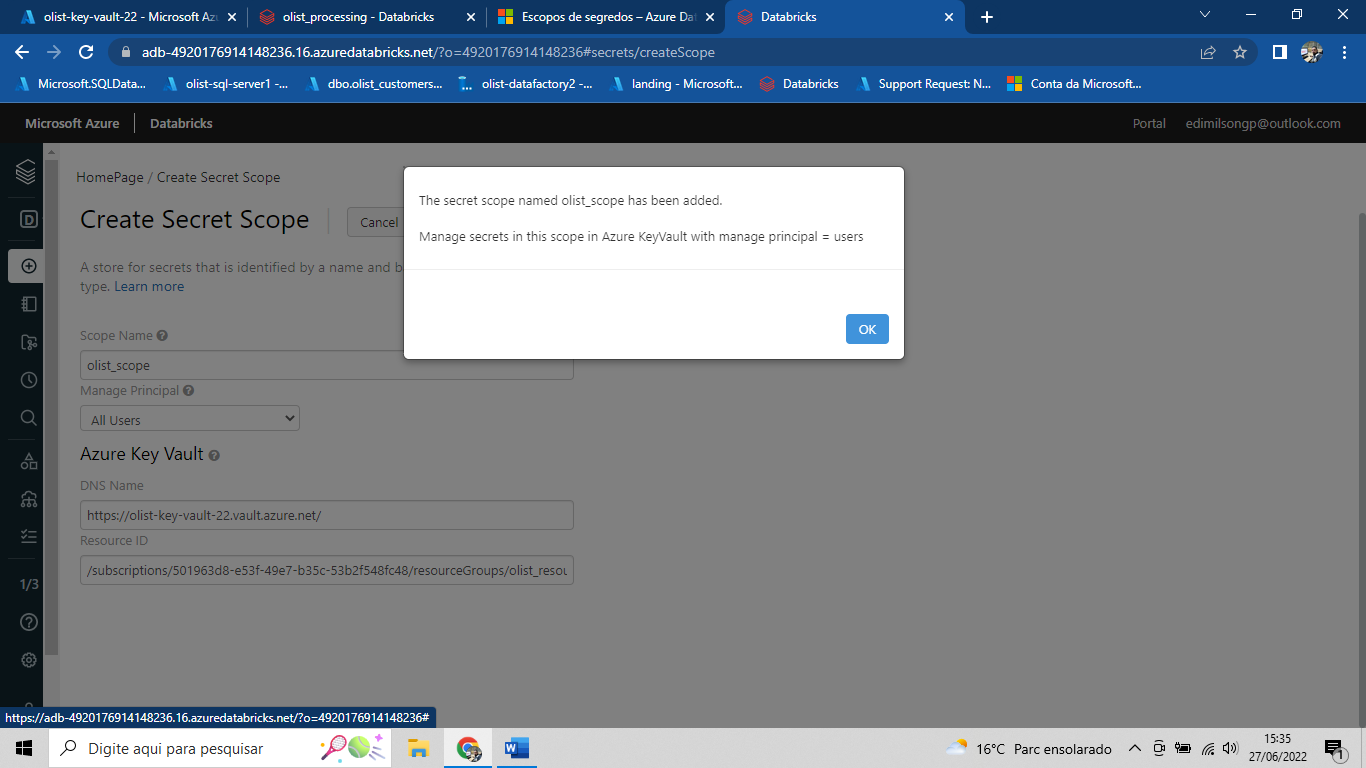 olist-key-vault-22 - Microsoft Azu
olist_processing - Databricks
Escopos de segredos – Azure Da
Databricks
adb-4920176914148236.16.azuredatabricks.net/?o=4920176914148236#secrets/createScope
Microsoft.SQLData...
olist-sql-server1 -...
dbo.olist_customers...
olist-datafactory2 -...
landing - Microsoft...
Databricks
Support Request: N...
Conta da Microsoft...
Microsoft Azure
Databricks
Portal
edimilsongp@outlook.com
HomePage / Create Secret Scope
Create Secret Scope
Cancel
A store for secrets that is identified by a name and b
type. Learn more
The secret scope named olist_scope has been added.
Manage secrets in this scope in Azure KeyVault with manage principal = users
OK
Scope Name
olist_scope
Manage Principal
All Users
Azure Key Vault
DNS Name
https://olist-key-vault-22.vault.azure.net/
Resource ID
/subscriptions/501963d8-e53f-49e7-b35c-53b2f548fc48/resourceGroups/olist_resou
D
1/3
https://adb-4920176914148236.16.azuredatabricks.net/?o=4920176914148236#
Digite aqui para pesquisar
W
16°C Parc ensolarado
15:35
27/06/2022
1